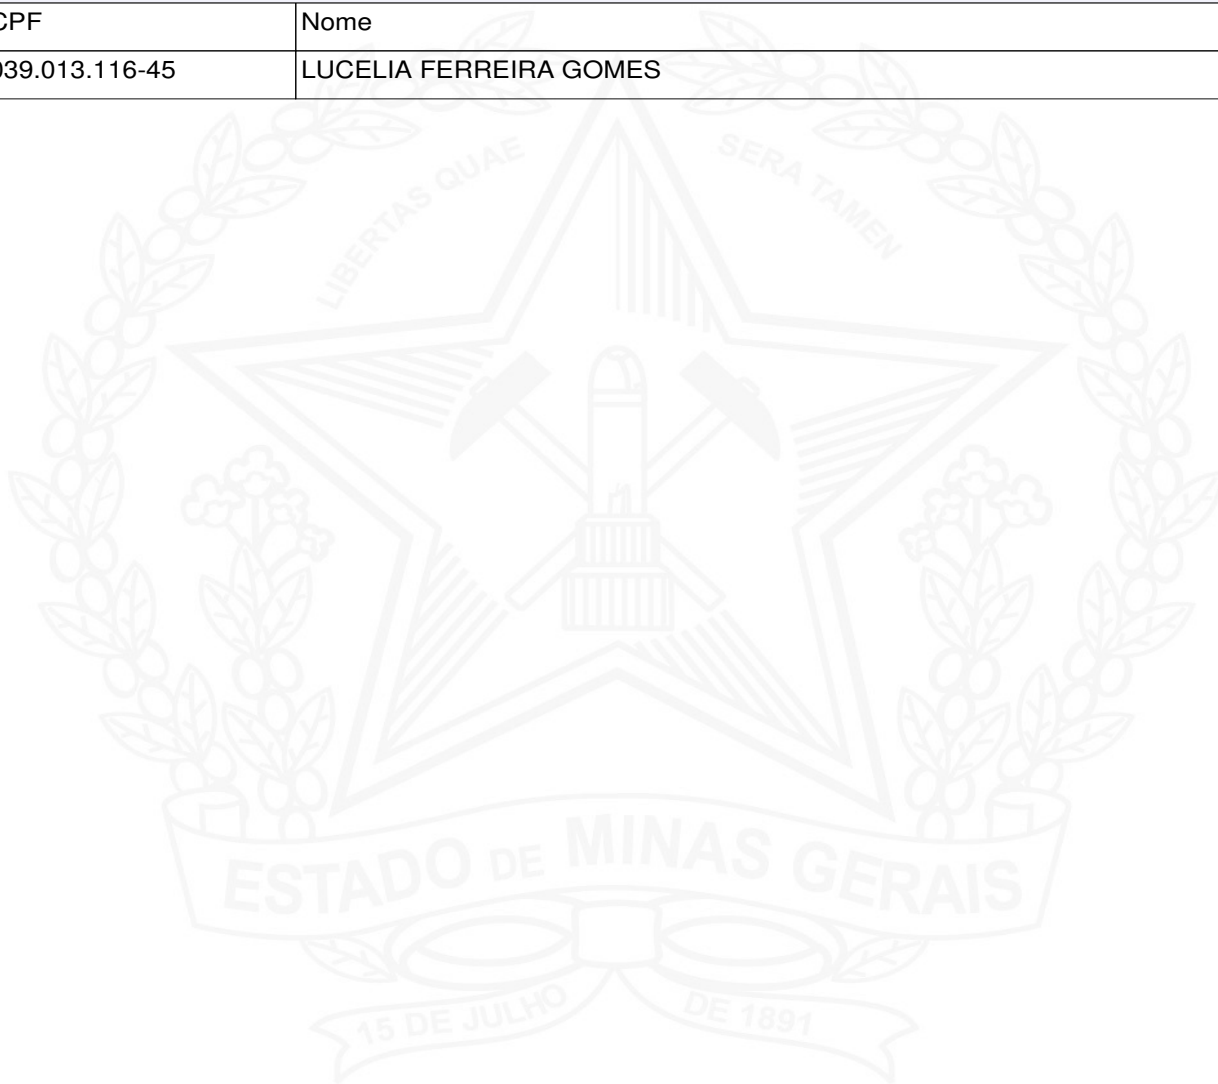 CPF Nome
039.013.116-45 LUCELIA FERREIRA GOMES
LIBERTAS QUAE SERA TAMEN
ESTADO DE MINAS GERAIS
15 DE JULHO DE 1891